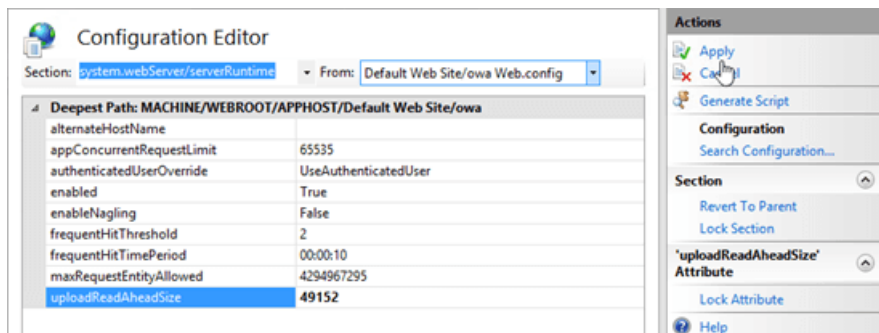 Configuration Editor
Section: system.webServer/serverRuntime From: Default Web Site/owa Web.config
Deepest Path: MACHINE/WEBROOT/APPHOST/Default Web Site/owa
alternateHostName
appConcurrentRequestLimit 65535
authenticatedUserOverride UseAuthenticatedUser
enabled True
enableNagling False
frequentHitThreshold 2
frequentHitTimePeriod 00:00:10
maxRequestEntityAllowed 4294967295
uploadReadAheadSize 49152
Actions
Apply
Cancel
Generate Script
Configuration
Search Configuration...
Section
Revert To Parent
Lock Section
'uploadReadAheadSize'
Attribute
Lock Attribute
Help